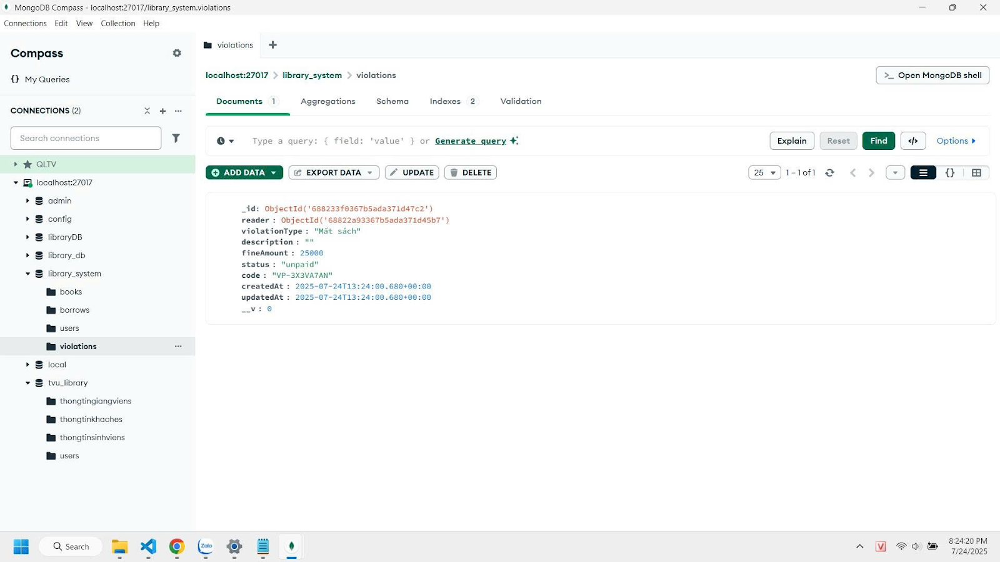 MongoDB Compass - localhost:27017/library_system.violations
Connections Edit View Collection Help
Compass
{} My Queries
CONNECTIONS (2)
Search connections
QLTV
localhost:27017
admin
config
libraryDB
library_db
library_system
books
borrows
users
violations
local
tvu_library
thongtingiangviens
thongtinkhaches
thongtinsinhviens
users
violations
localhost:27017 > library_system > violations
>_ Open MongoDB shell
Documents 1 Aggregations Schema Indexes 2 Validation
Type a query: { field: 'value' } or Generate query
Explain Reset Find </> Options
ADD DATA EXPORT DATA UPDATE DELETE
25 1 – 1 of 1 {}
_id: ObjectId('688233f0367b5ada371d47c2')
reader : ObjectId('68822a93367b5ada371d45b7')
violationType : "Mất sách"
description : ""
fineAmount : 25000
status : "unpaid"
code : "VP-3X3VA7AN"
createdAt : 2025-07-24T13:24:00.680+00:00
updatedAt : 2025-07-24T13:24:00.680+00:00
__v : 0
Search
Zalo
V
8:24:20 PM
7/24/2025